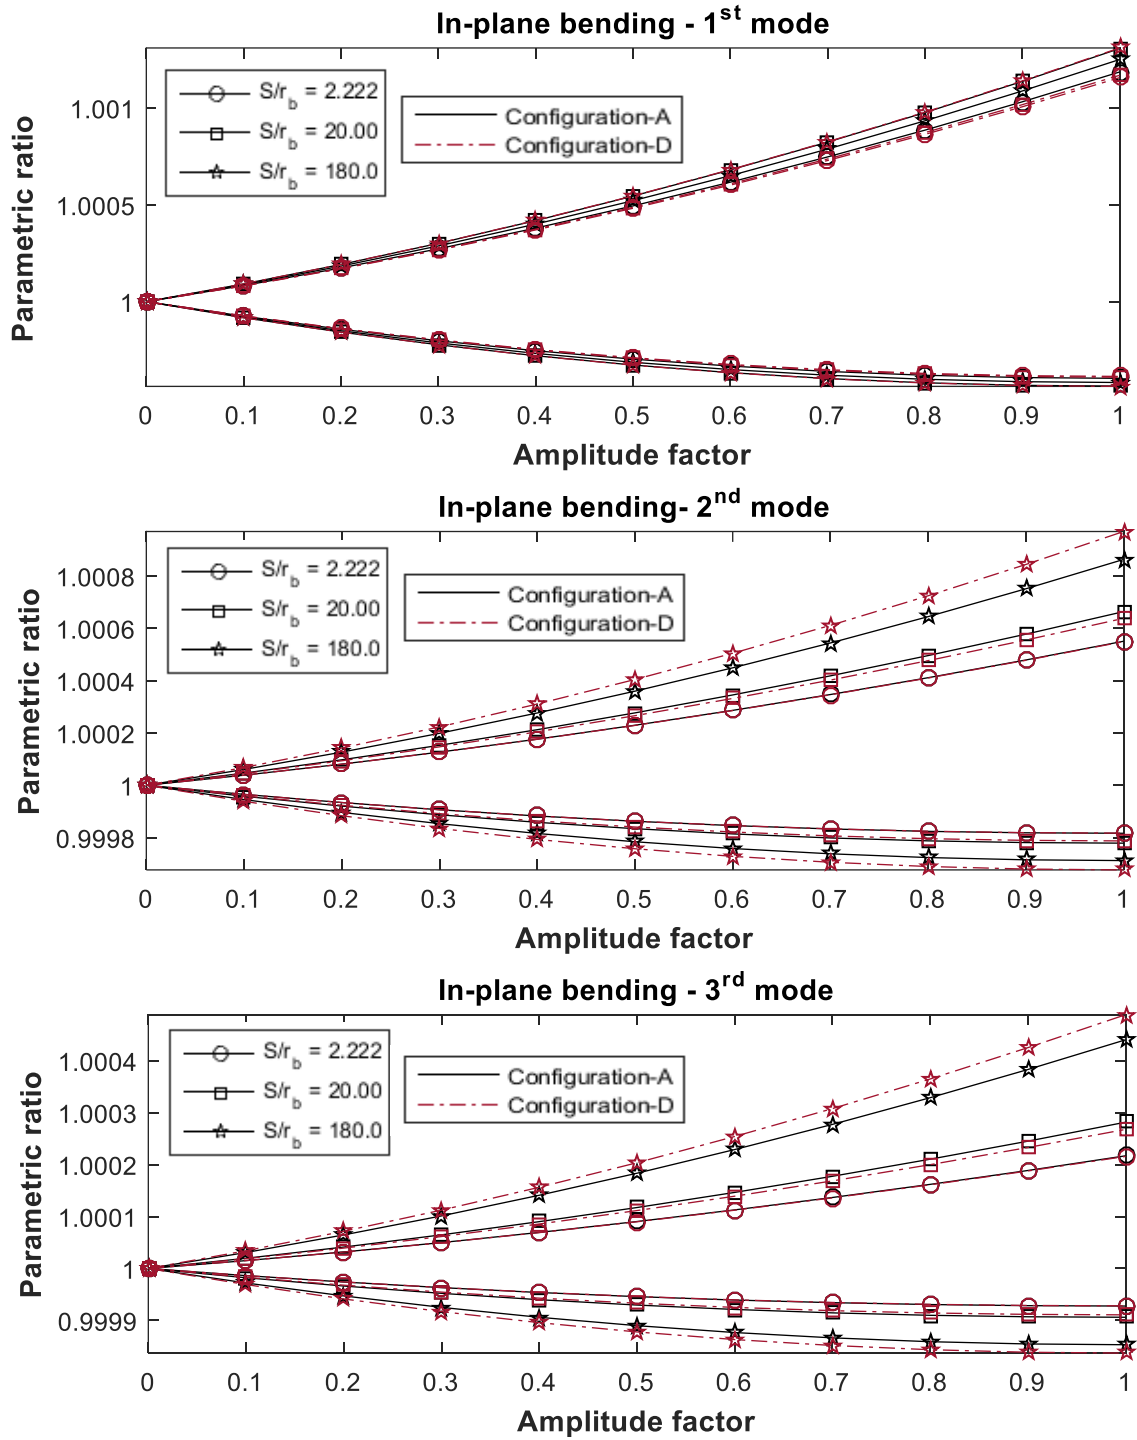 In-plane bending - 1st mode
S/rb = 2.222
S/rb = 20.00
S/rb = 180.0
Configuration-A
Configuration-D
Parametric ratio
1.001
1.0005
1
0 0.1 0.2 0.3 0.4 0.5 0.6 0.7 0.8 0.9 1
Amplitude factor
In-plane bending- 2nd mode
S/rb = 2.222
S/rb = 20.00
S/rb = 180.0
Configuration-A
Configuration-D
Parametric ratio
1.0008
1.0006
1.0004
1.0002
1
0.9998
0 0.1 0.2 0.3 0.4 0.5 0.6 0.7 0.8 0.9 1
Amplitude factor
In-plane bending - 3rd mode
S/rb = 2.222
S/rb = 20.00
S/rb = 180.0
Configuration-A
Configuration-D
Parametric ratio
1.0004
1.0003
1.0002
1.0001
1
0.9999
0 0.1 0.2 0.3 0.4 0.5 0.6 0.7 0.8 0.9 1
Amplitude factor